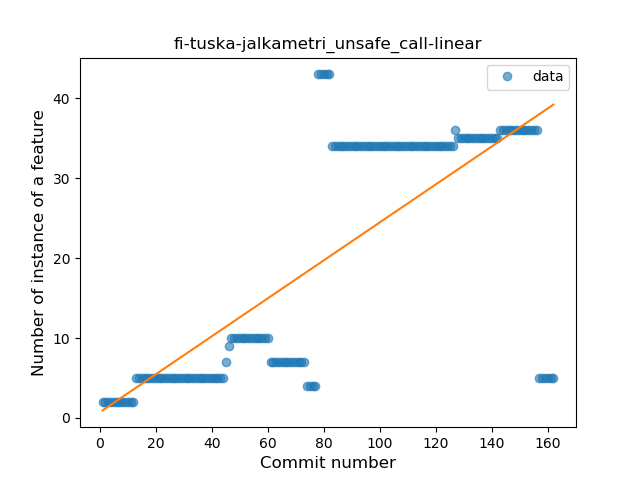 fi-tuska-jalkametri_unsafe_call-linear
data
Number of instance of a feature
40
30
20
10
0
0 20 40 60 80 100 120 140 160
Commit number